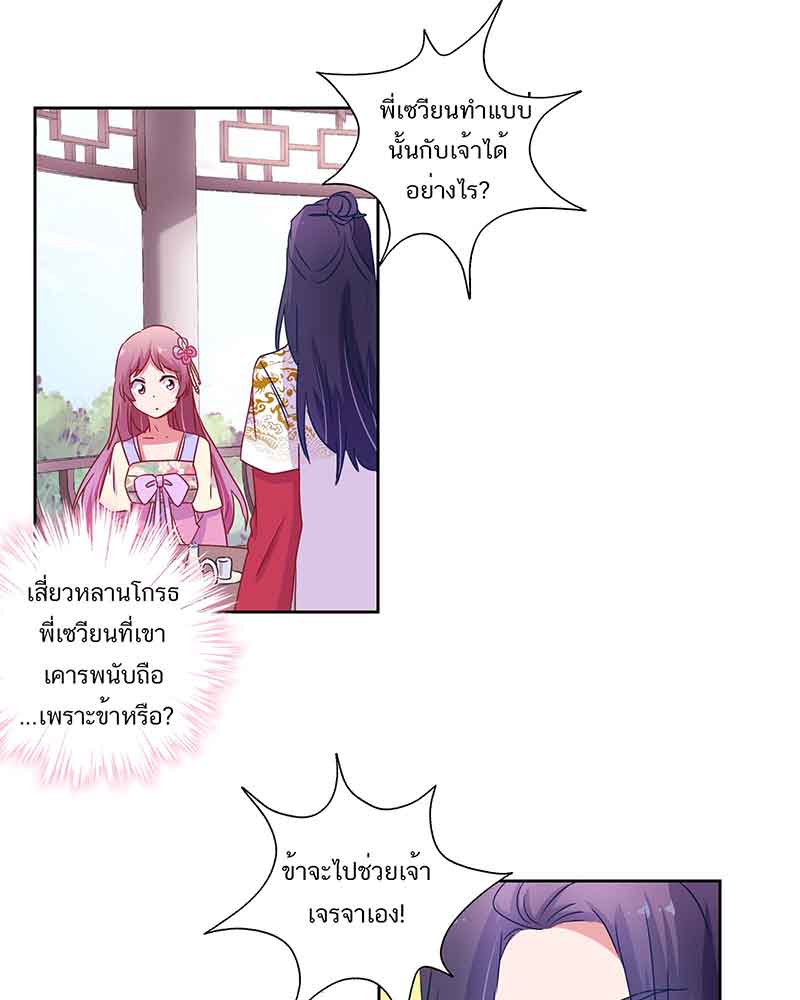 พี่เซวียนทำแบบ่
นั้นกับเจ้าได้
อย่างไร?
เสี่ยวหลานโกรธ
พี่เซวียนที่เขา
เคารพนับถือ
...เพราะข้าหรือ?
ข้าจะไปช่วยเจ้า
เจรจาเอง!